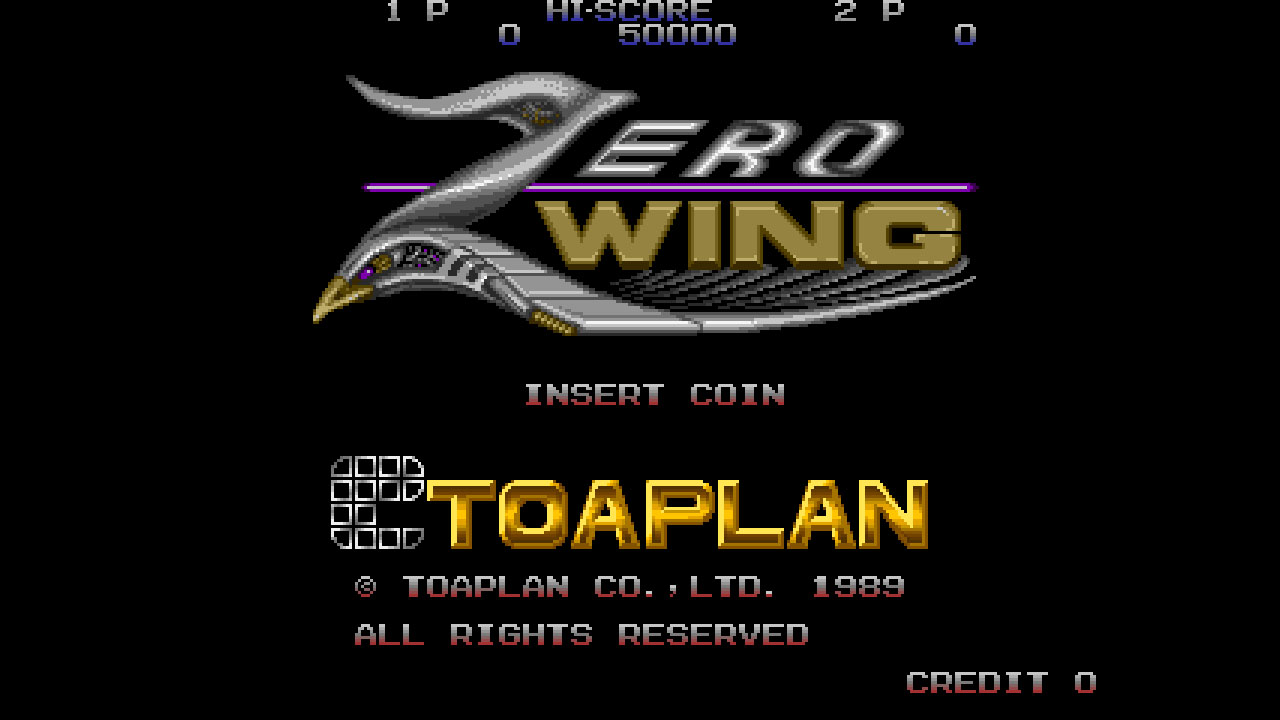 1 P HI-SCORE 2 P
0 50000 0
ZERO
WING
INSERT COIN
TOAPLAN
© TOAPLAN CO.,LTD. 1989
ALL RIGHTS RESERVED
CREDIT 0